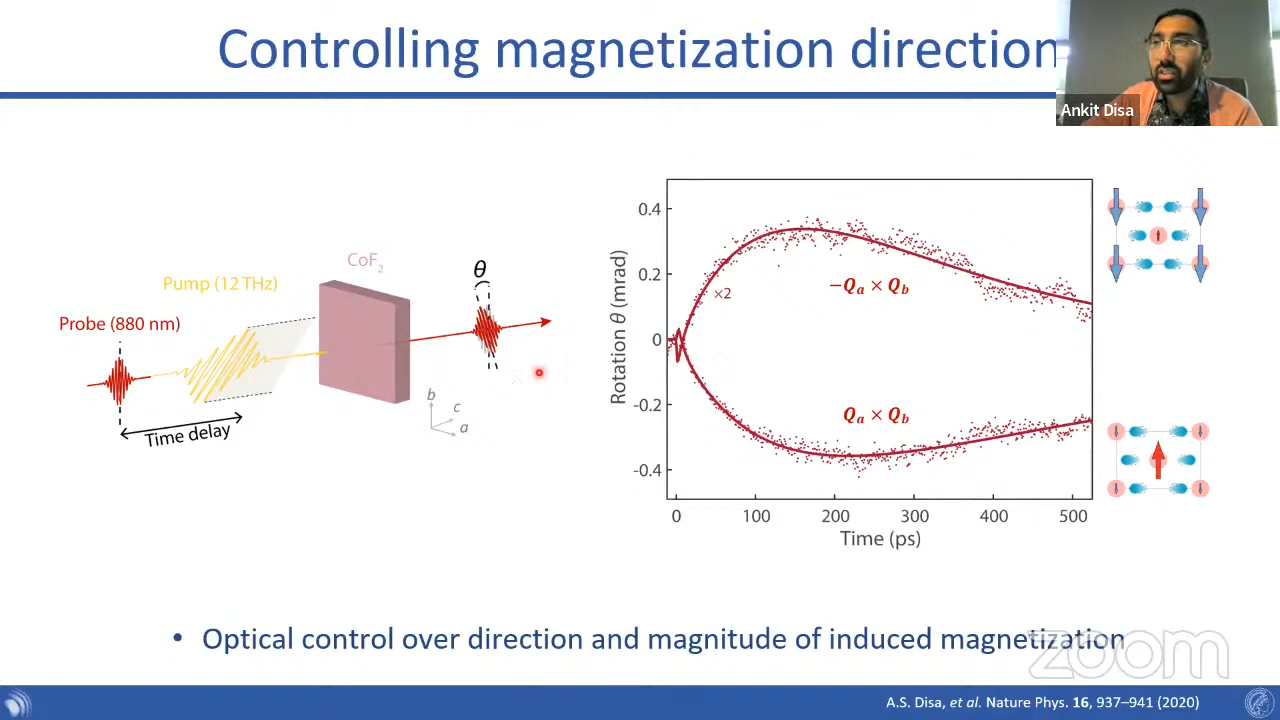 Controlling magnetization direction
Ankit Disa
Probe (880 nm)
Pump (12 THz)
CoF2
θ
Time delay
b
c
a
Rotation θ (mrad)
0.4
0.2
0
-0.2
-0.4
×2
−Qa × Qb
Qa × Qb
0 100 200 300 400 500
Time (ps)
• Optical control over direction and magnitude of induced magnetization
zoom
A.S. Disa, et al. Nature Phys. 16, 937–941 (2020)